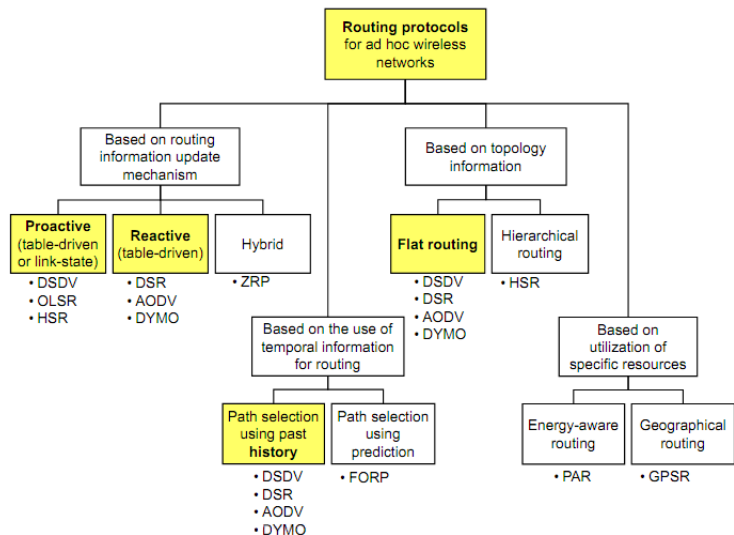 Routing protocols
for ad hoc wireless
networks
Based on routing
information update
mechanism
Based on topology
information
Proactive
(table-driven
or link-state)
• DSDV
• OLSR
• HSR
Reactive
(table-driven)
• DSR
• AODV
• DYMO
Hybrid
• ZRP
Flat routing
• DSDV
• DSR
• AODV
• DYMO
Hierarchical
routing
• HSR
Based on the use of
temporal information
for routing
Based on
utilization of
specific resources
Path selection
using past
history
• DSDV
• DSR
• AODV
• DYMO
Path selection
using
prediction
• FORP
Energy-aware
routing
• PAR
Geographical
routing
• GPSR